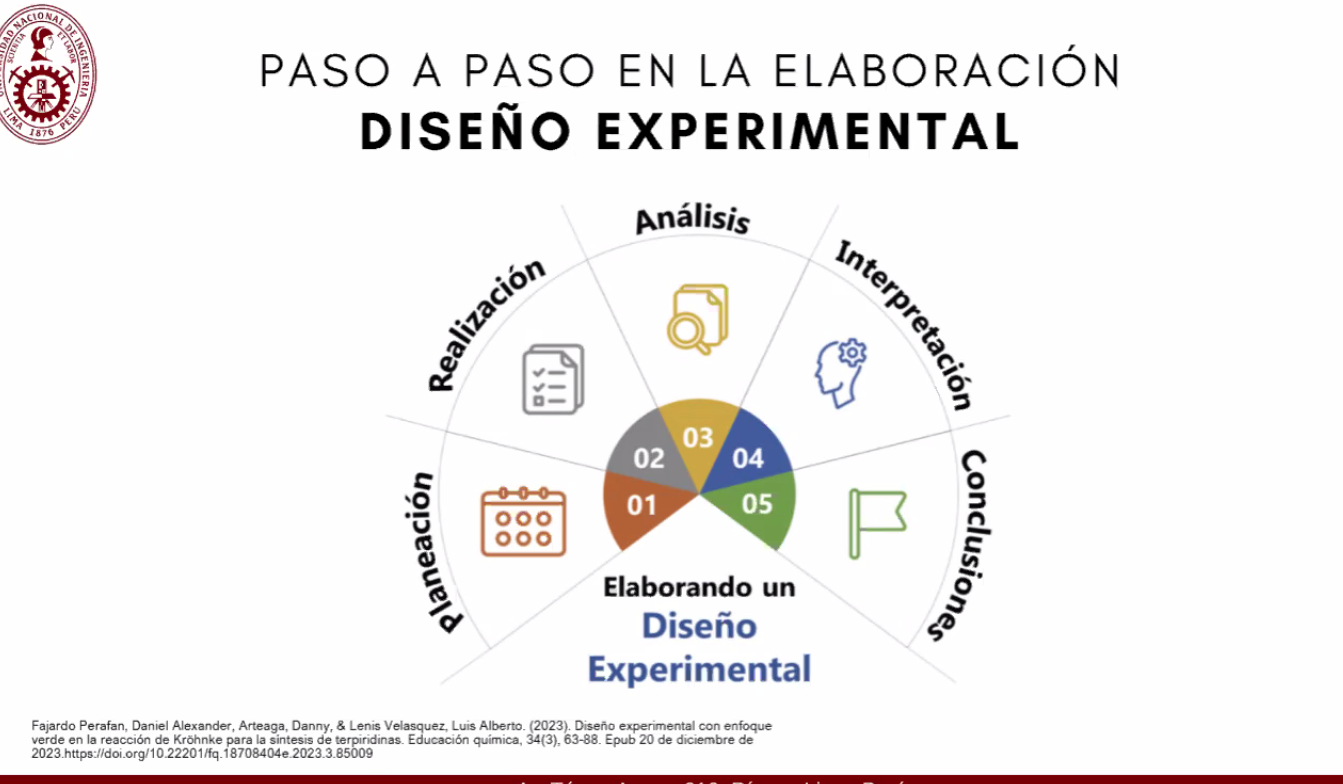 UNIVERSIDAD NACIONAL DE INGENIERIA
SCIENTIA ET LABOR
LIMA 1876 PERU
PASO A PASO EN LA ELABORACIÓN
DISEÑO EXPERIMENTAL
Planeación
Realización
Análisis
Interpretación
Conclusiones
01
02
03
04
05
Elaborando un
Diseño
Experimental
Fajardo Perafan, Daniel Alexander, Arteaga, Danny, & Lenis Velasquez, Luis Alberto. (2023). Diseño experimental con enfoque
verde en la reacción de Kröhnke para la síntesis de terpiridinas. Educación química, 34(3), 63-88. Epub 20 de diciembre de
2023.https://doi.org/10.22201/fq.18708404e.2023.3.85009